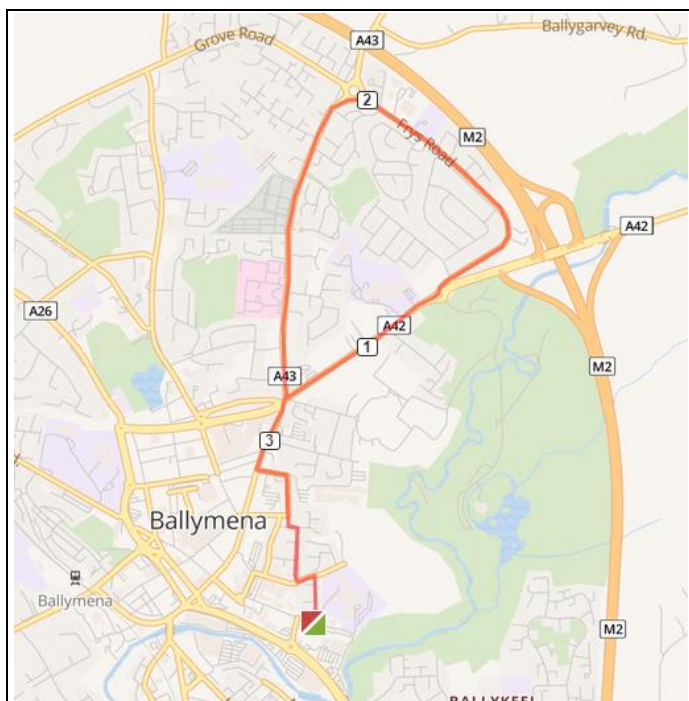 A43
Ballygarvey Rd.
Grove Road
2
M2
Frys Road
A42
A26
A42
1
M2
A43
3
Ballymena
Ballymena
M2
BALLYKEEL